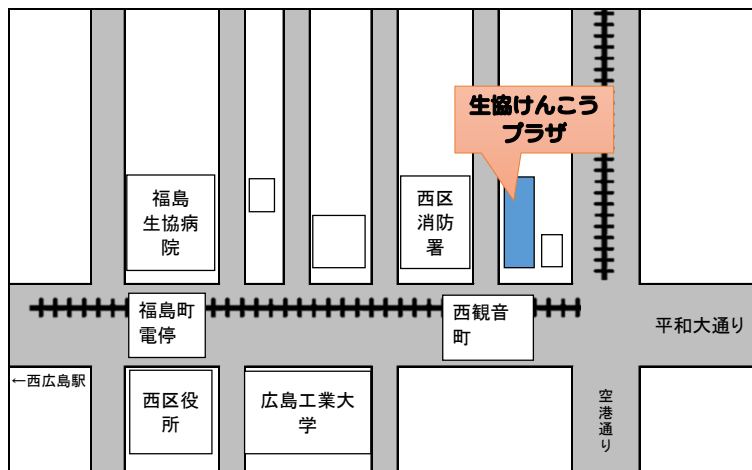 生協けんこう
プラザ
福島
生協病
院
西区
消防
署
福島町
電停
西観音
町
平和大通り
←西広島駅
西区役
所
広島工業大
学
空港通り